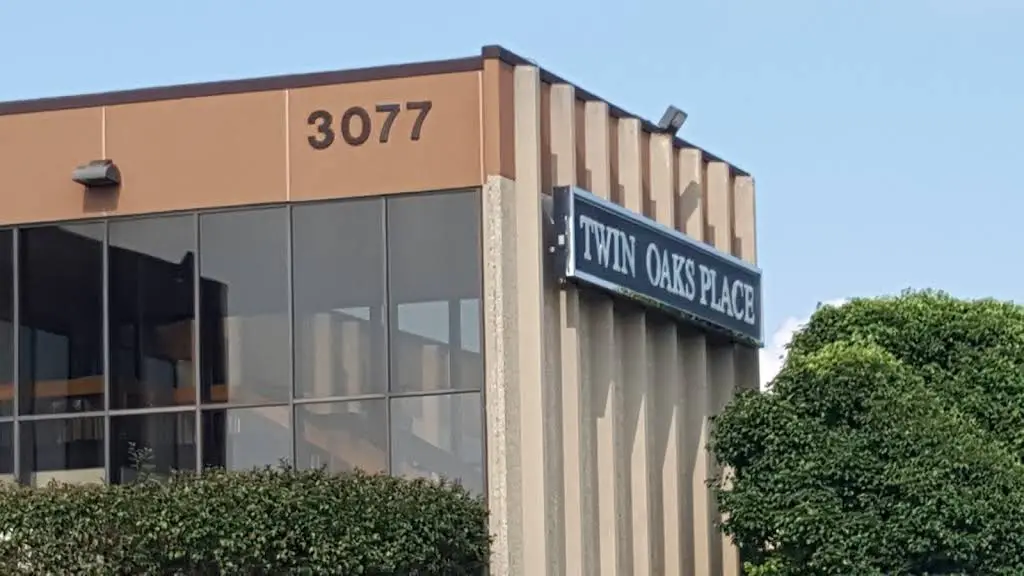 3077
TWIN OAKS PLACE